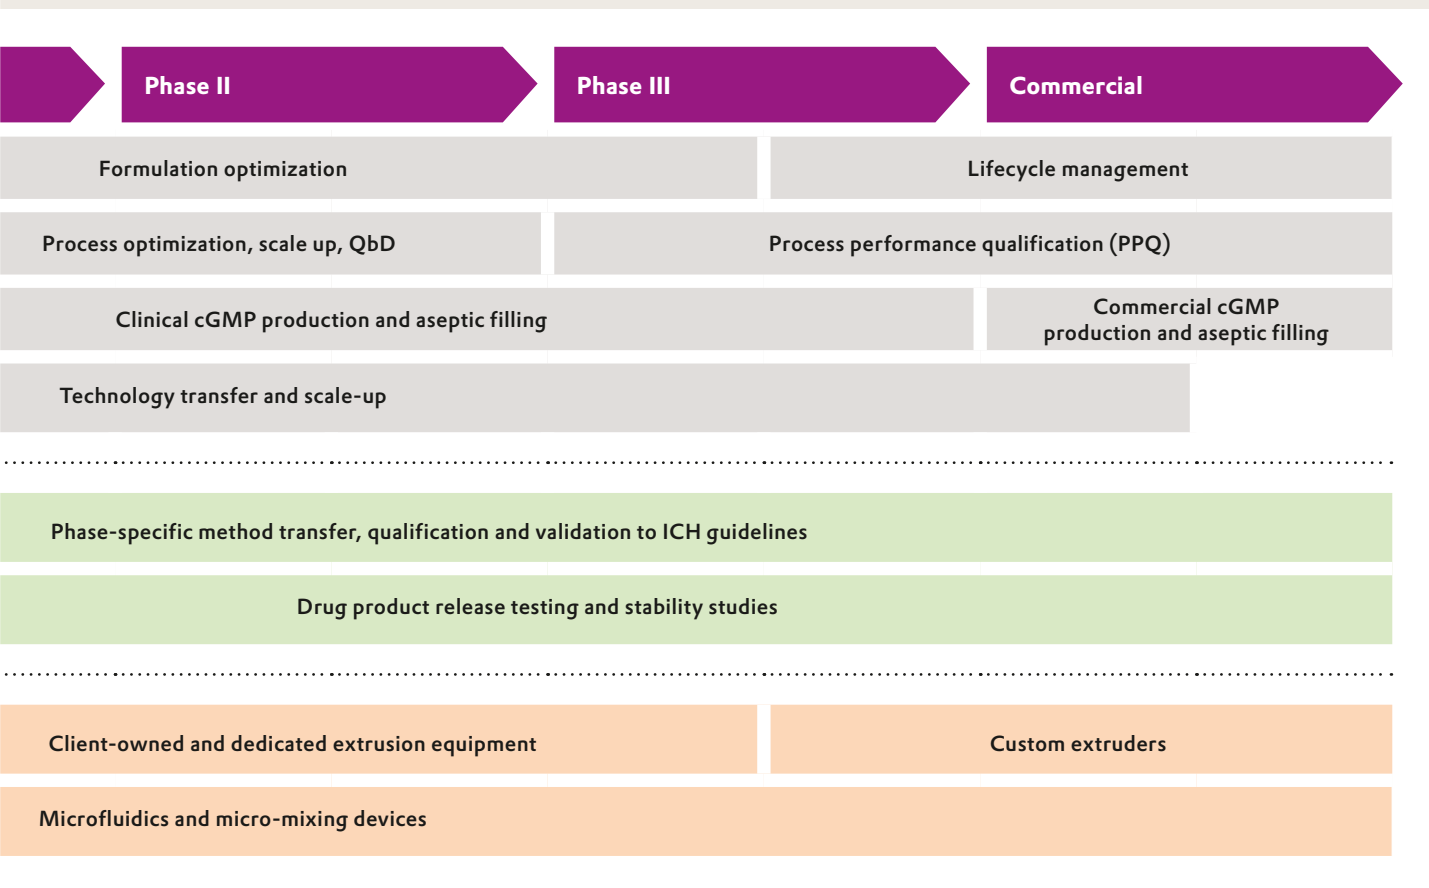 Phase II
Phase III
Commercial
Formulation optimization
Lifecycle management
Process optimization, scale up, QbD
Process performance qualification (PPQ)
Clinical cGMP production and aseptic filling
Commercial cGMP
production and aseptic filling
Technology transfer and scale-up
Phase-specific method transfer, qualification and validation to ICH guidelines
Drug product release testing and stability studies
Client-owned and dedicated extrusion equipment
Custom extruders
Microfluidics and micro-mixing devices